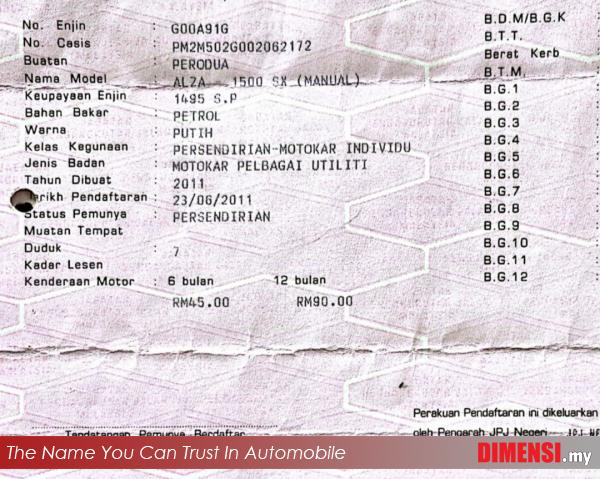 No. Enjin : G00A91G
No. Casis : PM2M502G002062172
Buatan : PERODUA
Nama Model : ALZA 1500 SX (MANUAL)
Keupayaan Enjin : 1495 S.P
Bahan Bakar : PETROL
Warna : PUTIH
Kelas Kagunaan : PERSENDIRIAN-MOTOKAR INDIVIDU
Jenis Badan : MOTOKAR PELBAGAI UTILITI
Tahun Dibuat : 2011
Pendaftaran : 23/06/2011
Status Pemunya : PERSENDIRIAN
Muatan Tempat
Duduk : 7
Kadar Lesen
Kenderaan Motor : 6 bulan 12 bulan
RM45.00 RM90.00
B.D.M/B.G.K
B.T.T.
Berat Kerb
B.T.M.
B.G.1
B.G.2
B.G.3
B.G.4
B.G.5
B.G.6
B.G.7
B.G.8
B.G.9
B.G.10
B.G.11
B.G.12
Perakuan Pendaftaran ini dikeluarkan
oleh Pengarah JPJ Negeri
Tandatangan Pemunya Berdaftar
The Name You Can Trust In Automobile
DIMENSI.my